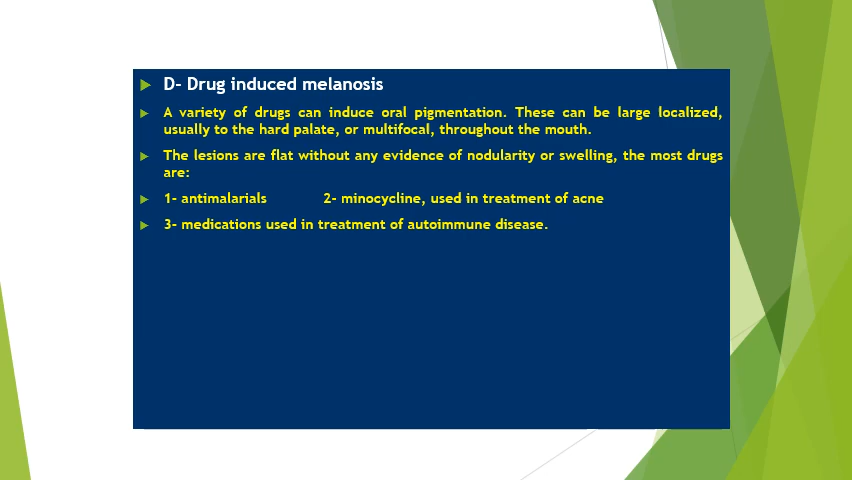 D- Drug induced melanosis
A variety of drugs can induce oral pigmentation. These can be large localized,
usually to the hard palate, or multifocal, throughout the mouth.
The lesions are flat without any evidence of nodularity or swelling, the most drugs
are:
1- antimalarials 2- minocycline, used in treatment of acne
3- medications used in treatment of autoimmune disease.